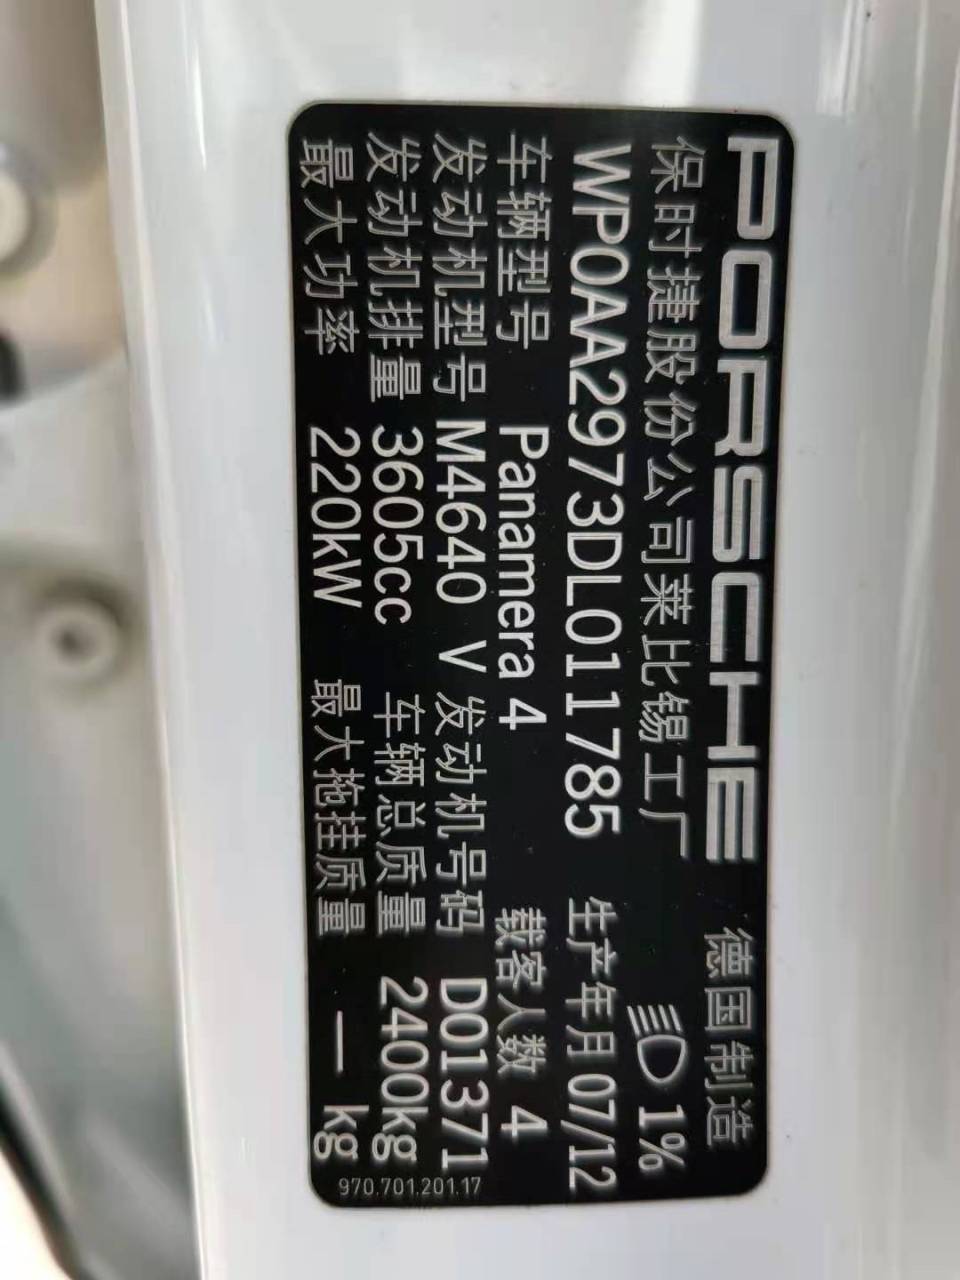 PORSCHE 德国制造
保时捷股份公司莱比锡工厂 1%
WP0AA2973DL011785 生产年月 07/12
车辆型号 Panamera 4 载客人数 4
发动机型号 M4640 V 发动机号码 D01371
发动机排量 3605cc 车辆总质量 2400kg
最大功率 220kW 最大拖挂质量 — kg
970.701.201.17